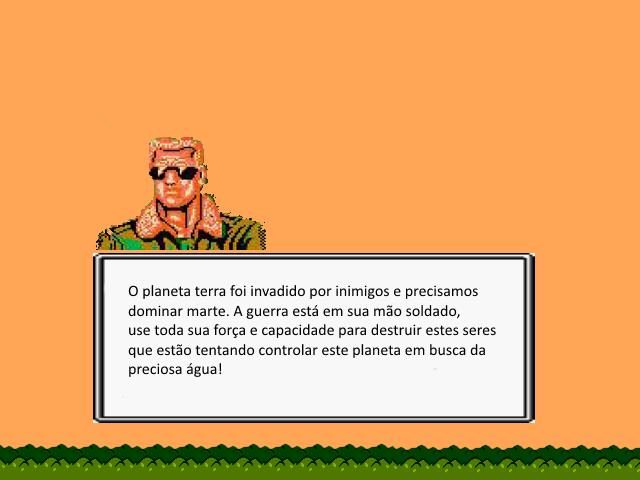 O planeta terra foi invadido por inimigos e precisamos
dominar marte. A guerra está em sua mão soldado,
use toda sua força e capacidade para destruir estes seres
que estão tentando controlar este planeta em busca da
preciosa água!